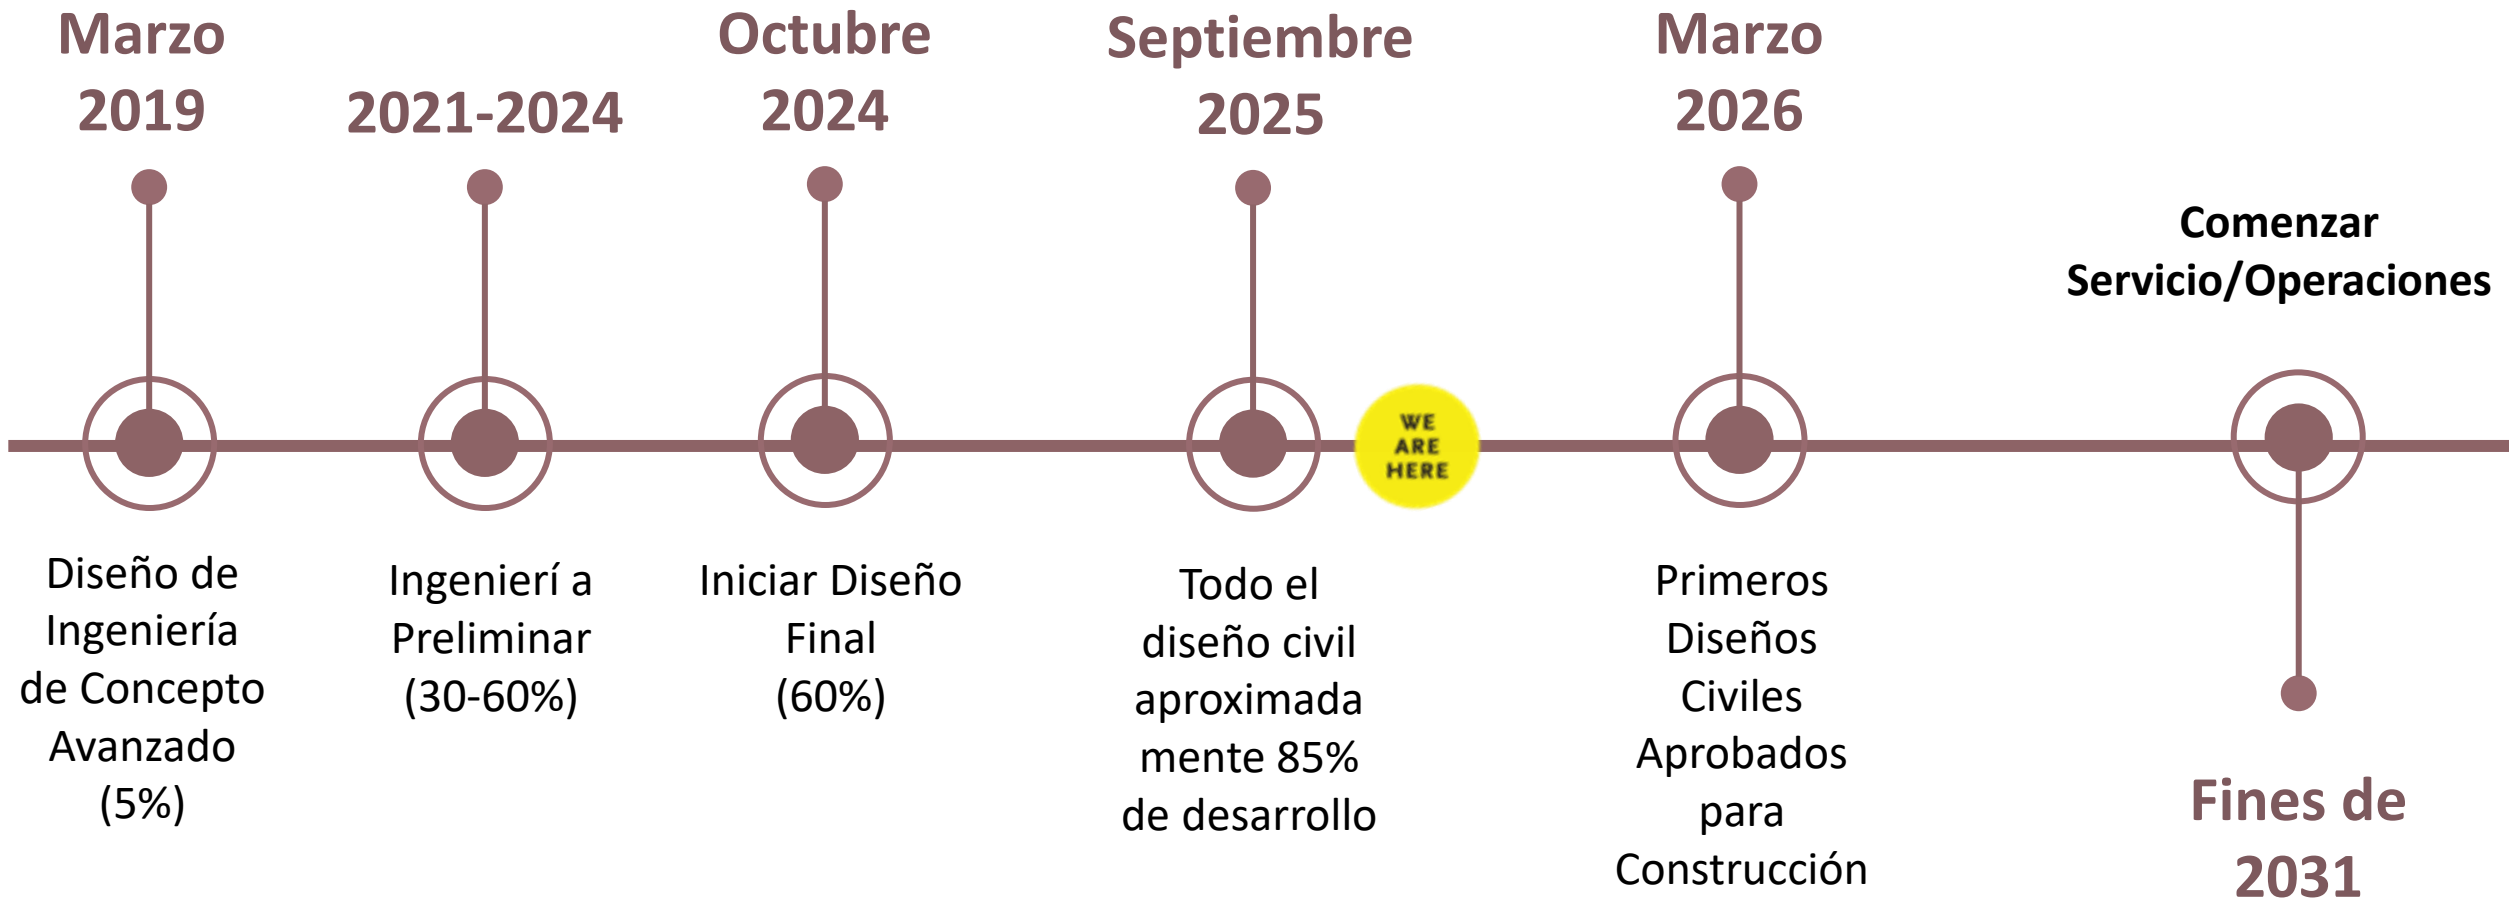 Marzo
2019
2021-2024
Octubre
2024
Septiembre
2025
Marzo
2026
Comenzar
Servicio/Operaciones
WE
ARE
HERE
Diseño de
Ingeniería
de Concepto
Avanzado
(5%)
Ingenierí a
Preliminar
(30-60%)
Iniciar Diseño
Final
(60%)
Todo el
diseño civil
aproximada
mente 85%
de desarrollo
Primeros
Diseños
Civiles
Aprobados
para
Construcción
Fines de
2031